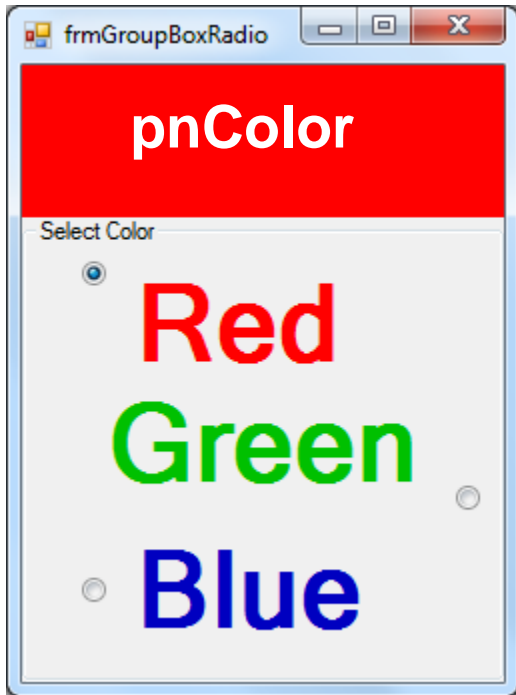 frmGroupBoxRadio
pnColor
Select Color
Red
Green
Blue